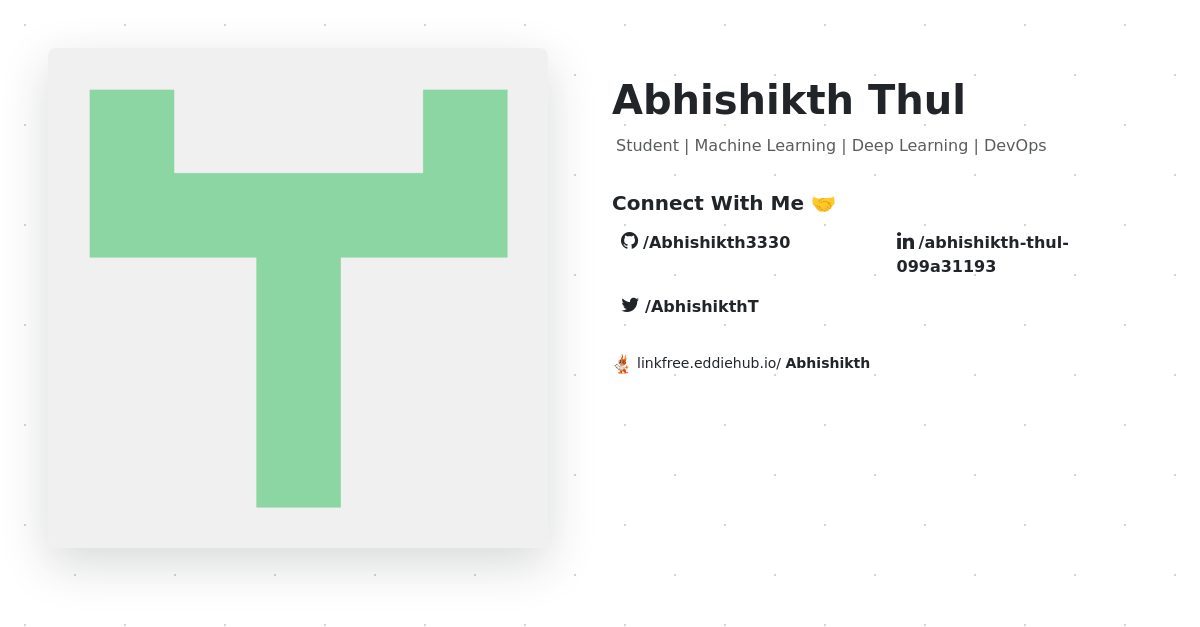 Abhishikth Thul
Student | Machine Learning | Deep Learning | DevOps
Connect With Me 🤝
/Abhishikth3330
/abhishikth-thul-
099a31193
/AbhishikthT
linkfree.eddiehub.io/ Abhishikth